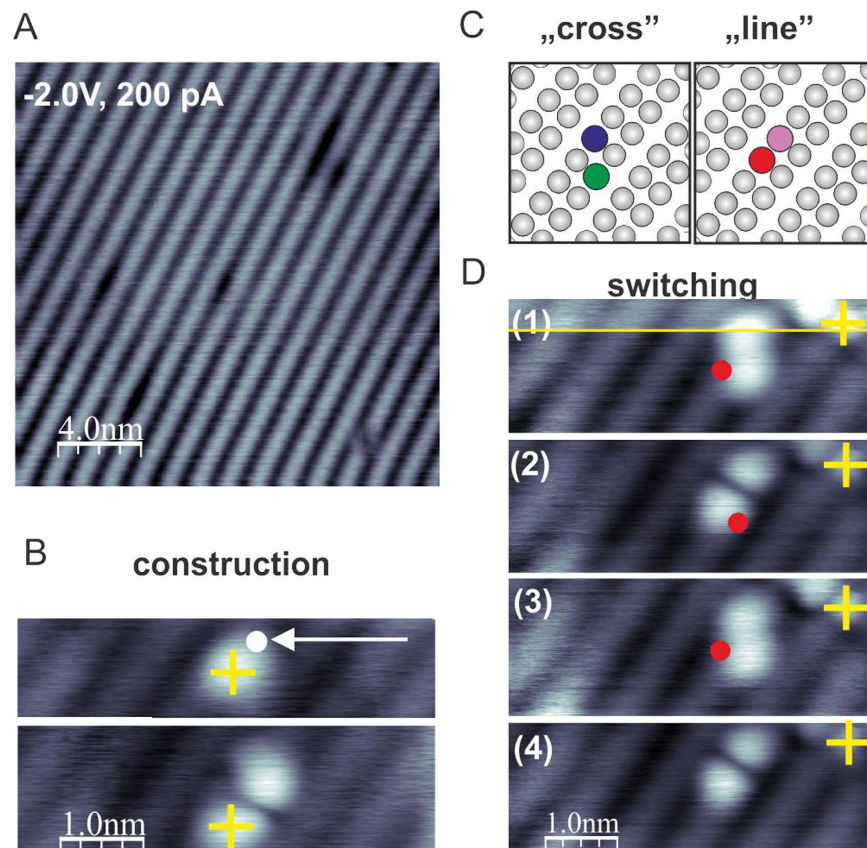 A
-2.0V, 200 pA
4.0nm
B
construction
1.0nm
C
„cross” „line”
D
switching
(1)
(2)
(3)
(4)
1.0nm